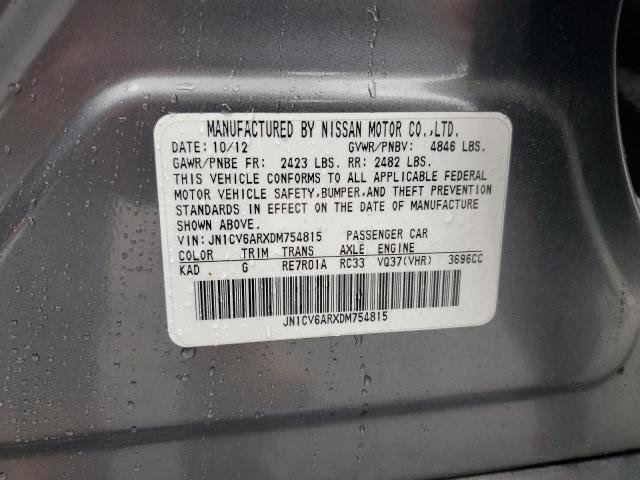 MANUFACTURED BY NISSAN MOTOR CO.,LTD.
DATE: 10/12 GVWR/PNBV: 4846 LBS.
GAWR/PNBE FR: 2423 LBS. RR: 2482 LBS.
THIS VEHICLE CONFORMS TO ALL APPLICABLE FEDERAL
MOTOR VEHICLE SAFETY,BUMPER,AND THEFT PREVENTION
STANDARDS IN EFFECT ON THE DATE OF MANUFACTURE
SHOWN ABOVE.
VIN:JN1CV6ARXDM754815 PASSENGER CAR
COLOR TRIM TRANS AXLE ENGINE
KAD G RE7R01A RC33 VQ37(VHR) 3696CC
JN1CV6ARXDM754815